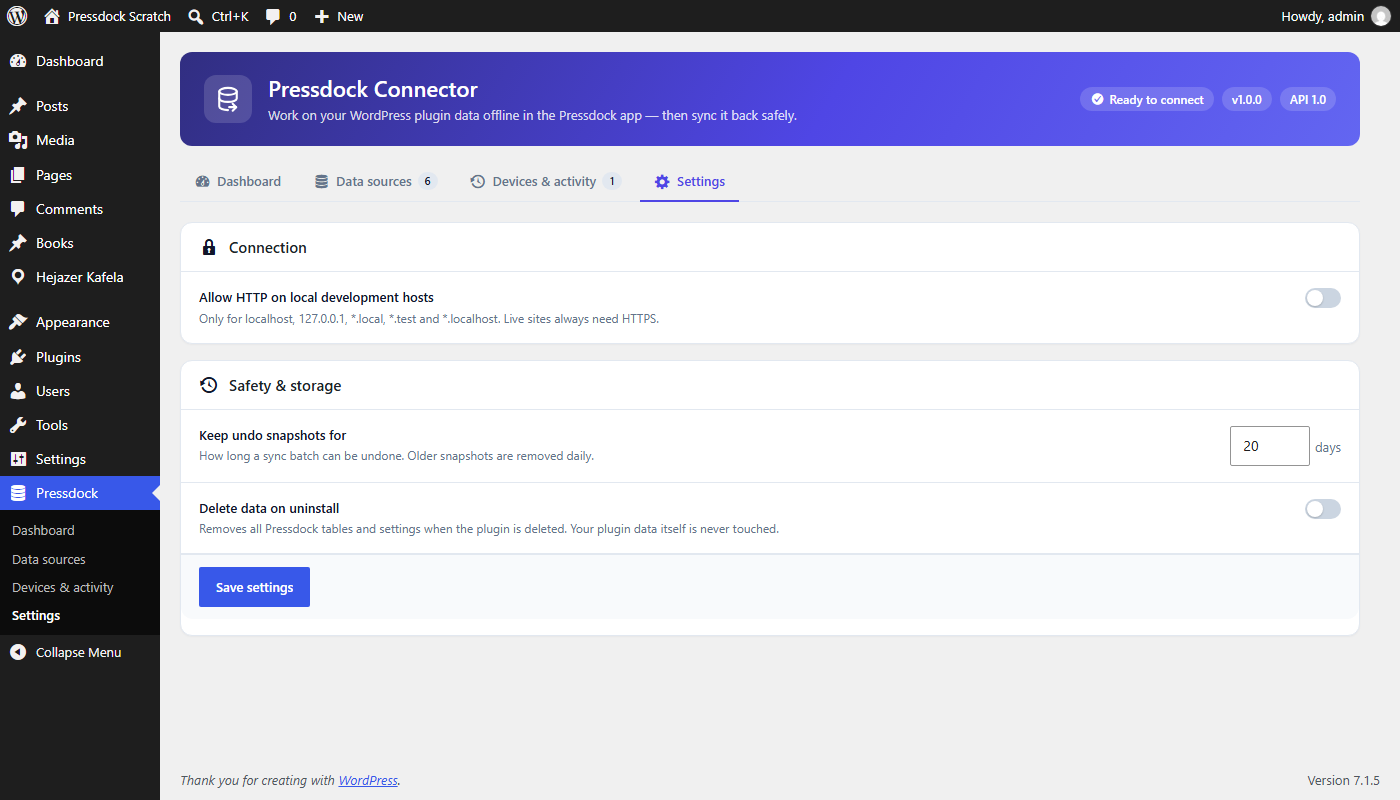 Pressdock Scratch
Ctrl+K
0
New
Howdy, admin
Dashboard
Posts
Media
Pages
Comments
Books
Hejazer Kafela
Appearance
Plugins
Users
Tools
Settings
Pressdock
Dashboard
Data sources
Devices & activity
Settings
Collapse Menu
Pressdock Connector
Work on your WordPress plugin data offline in the Pressdock app — then sync it back safely.
Ready to connect
v1.0.0
API 1.0
Dashboard
Data sources 6
Devices & activity 1
Settings
Connection
Allow HTTP on local development hosts
Only for localhost, 127.0.0.1, *.local, *.test and *.localhost. Live sites always need HTTPS.
Safety & storage
Keep undo snapshots for
How long a sync batch can be undone. Older snapshots are removed daily.
20 days
Delete data on uninstall
Removes all Pressdock tables and settings when the plugin is deleted. Your plugin data itself is never touched.
Save settings
Thank you for creating with WordPress.
Version 7.1.5